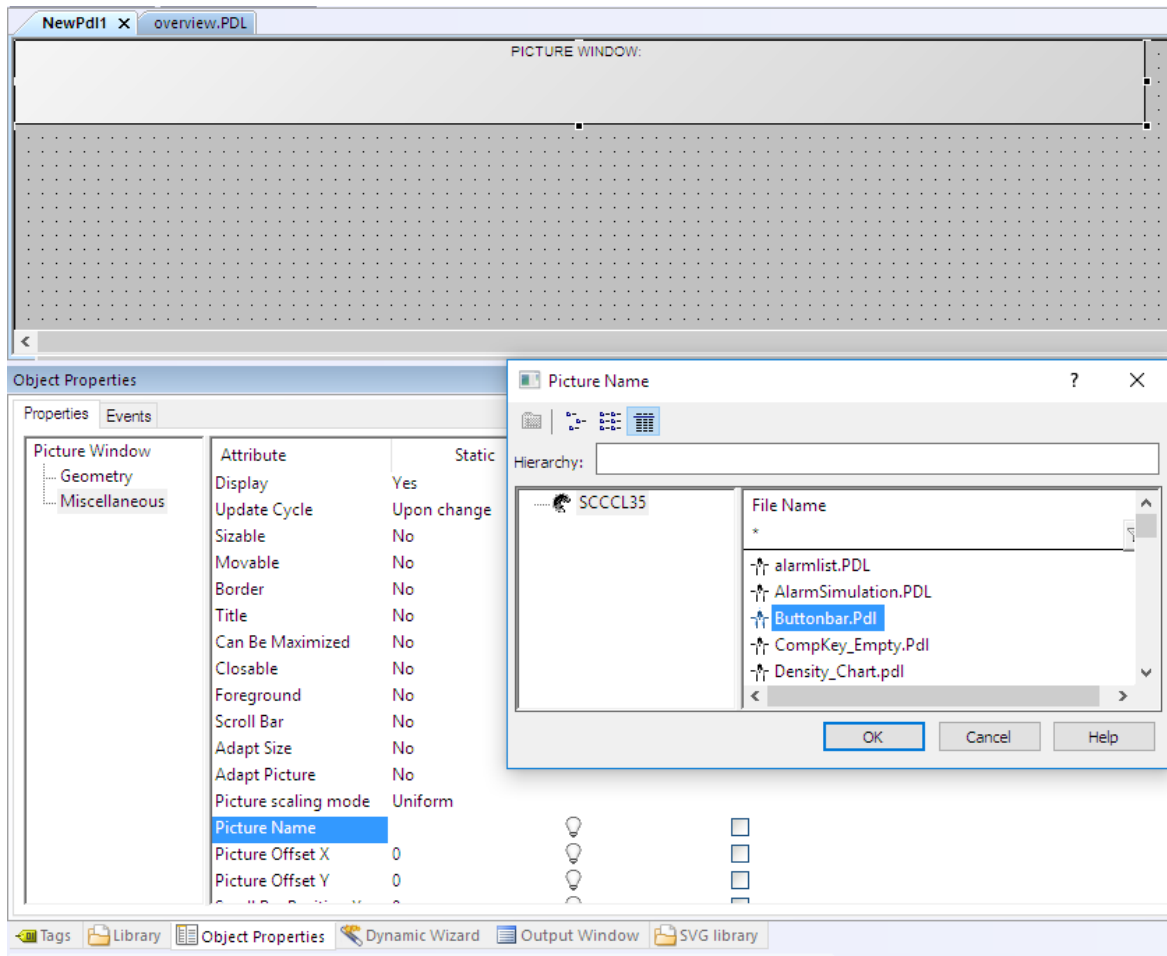 NewPdl1 X overview.PDL
PICTURE WINDOW:
Object Properties
Properties Events
Picture Window
Geometry
Miscellaneous
Attribute Static
Display Yes
Update Cycle Upon change
Sizable No
Movable No
Border No
Title No
Can Be Maximized No
Closable No
Foreground No
Scroll Bar No
Adapt Size No
Adapt Picture No
Picture scaling mode Uniform
Picture Name
Picture Offset X 0
Picture Offset Y 0
Picture Name ?
Hierarchy:
SCCCL35
File Name
*
alarmlist.PDL
AlarmSimulation.PDL
Buttonbar.Pdl
CompKey_Empty.Pdl
Density_Chart.pdl
OK Cancel Help
Tags Library Object Properties Dynamic Wizard Output Window SVG library